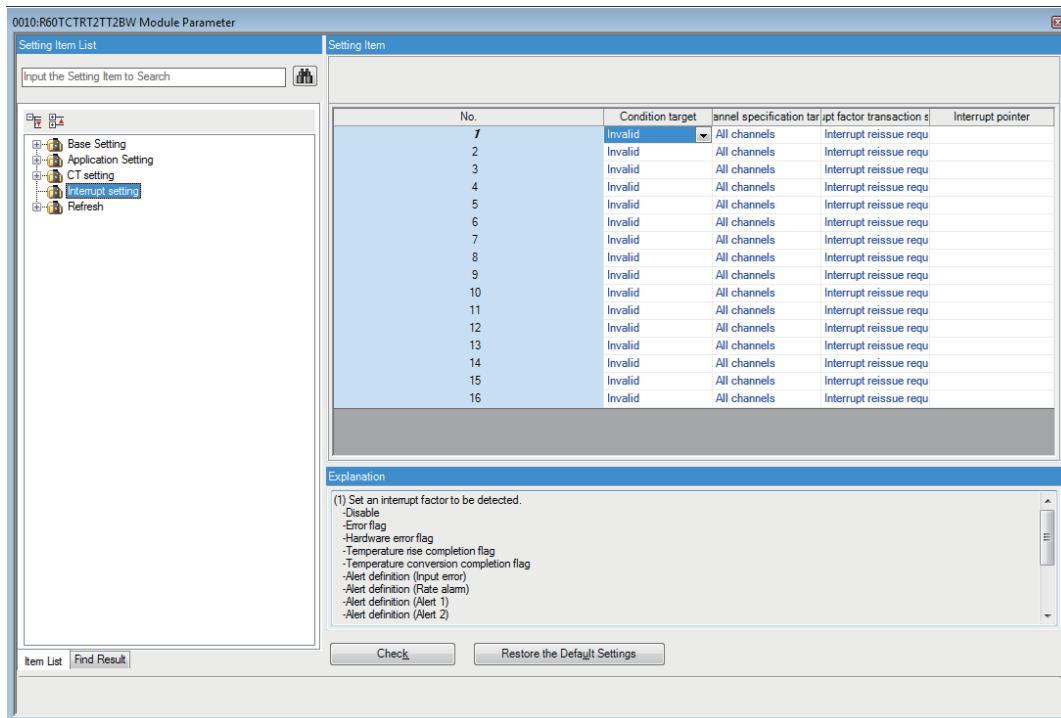 0010:R60TCTRT2TT2BW Module Parameter
Setting Item List
Setting Item
Input the Setting Item to Search
Base Setting
Application Setting
CT setting
Interrupt setting
Refresh
No. Condition target annel specification tar upt factor transaction s Interrupt pointer
1 Invalid All channels Interrupt reissue requ
2 Invalid All channels Interrupt reissue requ
3 Invalid All channels Interrupt reissue requ
4 Invalid All channels Interrupt reissue requ
5 Invalid All channels Interrupt reissue requ
6 Invalid All channels Interrupt reissue requ
7 Invalid All channels Interrupt reissue requ
8 Invalid All channels Interrupt reissue requ
9 Invalid All channels Interrupt reissue requ
10 Invalid All channels Interrupt reissue requ
11 Invalid All channels Interrupt reissue requ
12 Invalid All channels Interrupt reissue requ
13 Invalid All channels Interrupt reissue requ
14 Invalid All channels Interrupt reissue requ
15 Invalid All channels Interrupt reissue requ
16 Invalid All channels Interrupt reissue requ
Explanation
(1) Set an interrupt factor to be detected.
-Disable
-Error flag
-Hardware error flag
-Temperature rise completion flag
-Temperature conversion completion flag
-Alert definition (Input error)
-Alert definition (Rate alarm)
-Alert definition (Alert 1)
-Alert definition (Alert 2)
Item List Find Result
Check Restore the Default Settings